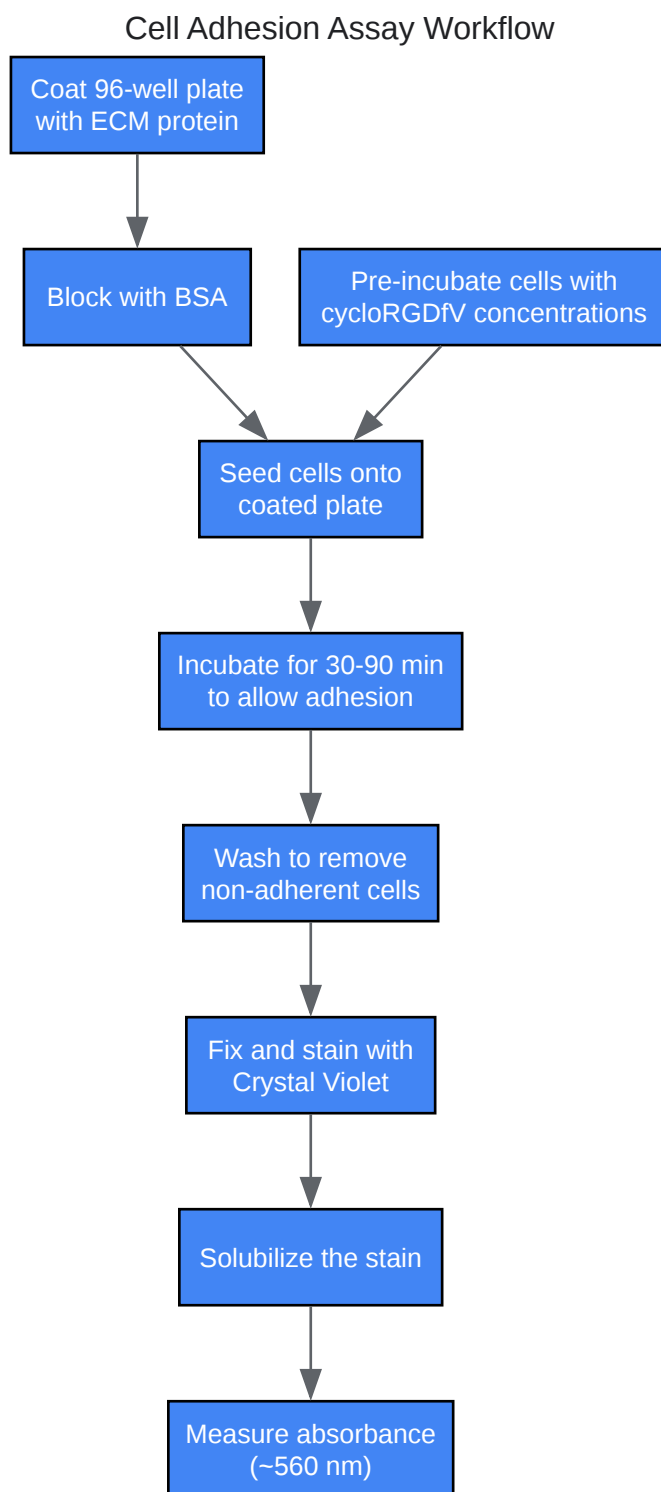 Cell Adhesion Assay Workflow
Coat 96-well plate
with ECM protein
Block with BSA
Pre-incubate cells with
cycloRGDfV concentrations
Seed cells onto
coated plate
Incubate for 30-90 min
to allow adhesion
Wash to remove
non-adherent cells
Fix and stain with
Crystal Violet
Solubilize the stain
Measure absorbance
(~560 nm)